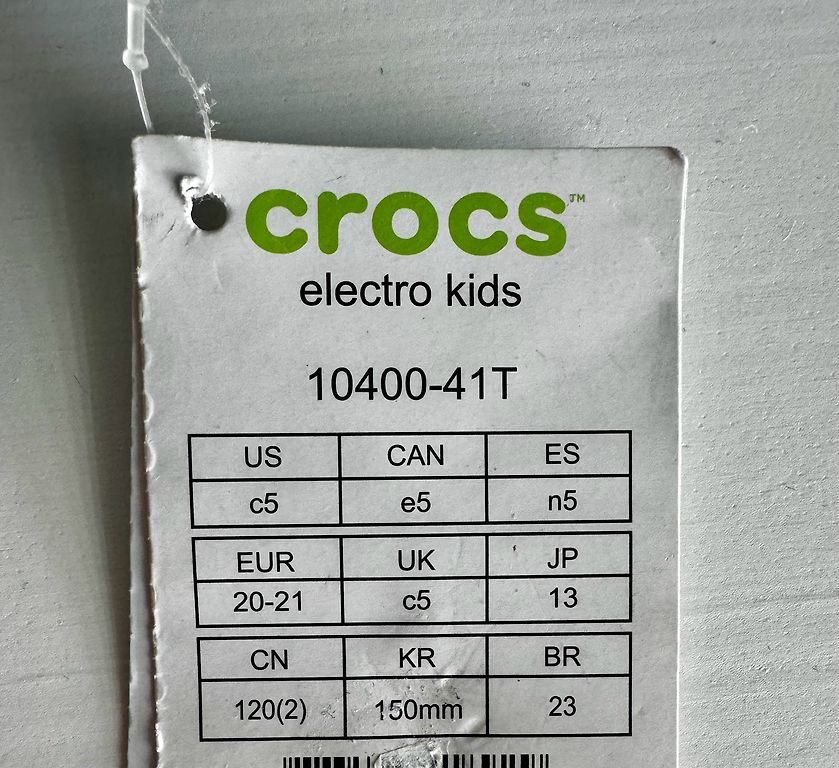 crocs™
electro kids
10400-41T
US CAN ES
c5 e5 n5
EUR UK JP
20-21 c5 13
CN KR BR
120(2) 150mm 23